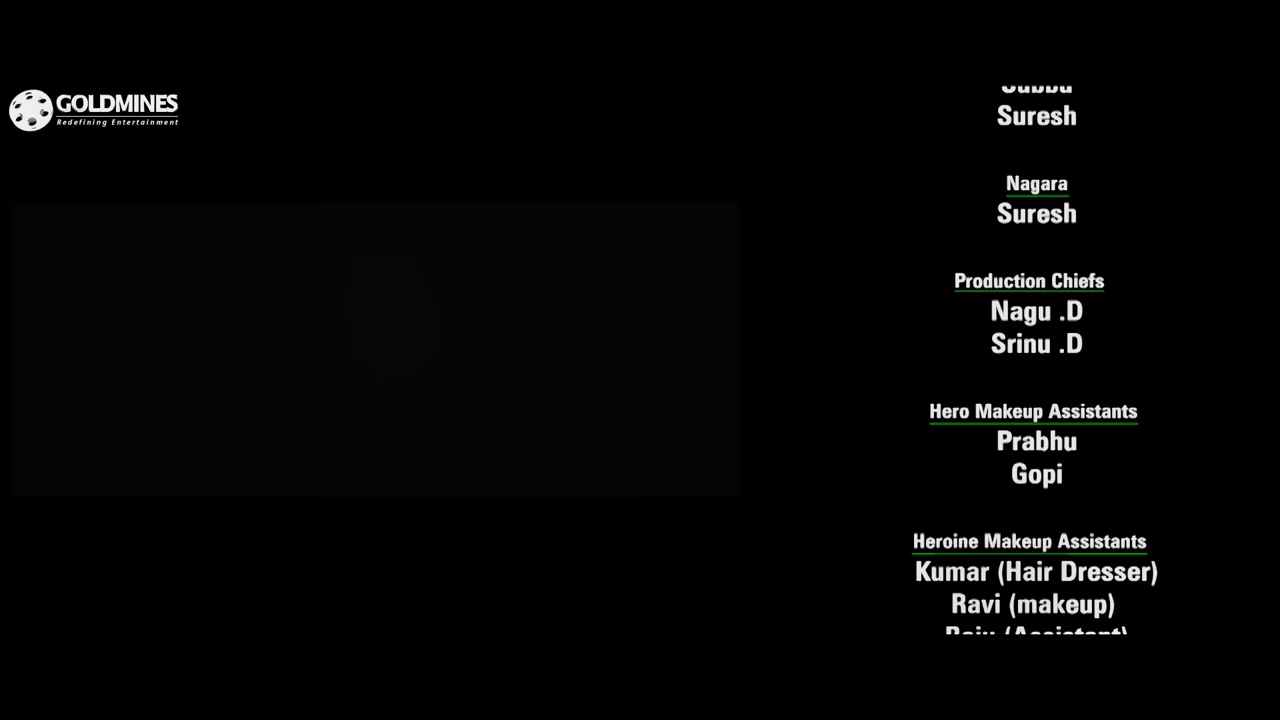 GOLDMINES
Redefining Entertainment
Suresh
Nagara
Suresh
Production Chiefs
Nagu .D
Srinu .D
Hero Makeup Assistants
Prabhu
Gopi
Heroine Makeup Assistants
Kumar (Hair Dresser)
Ravi (makeup)